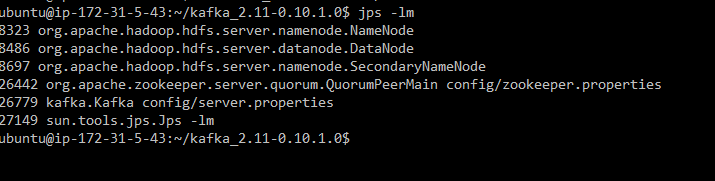 ubuntu@ip-172-31-5-43:~/kafka_2.11-0.10.1.0$ jps -lm
8323 org.apache.hadoop.hdfs.server.namenode.NameNode
8486 org.apache.hadoop.hdfs.server.datanode.DataNode
8697 org.apache.hadoop.hdfs.server.namenode.SecondaryNameNode
26442 org.apache.zookeeper.server.quorum.QuorumPeerMain config/zookeeper.properties
26779 kafka.Kafka config/server.properties
27149 sun.tools.jps.Jps -lm
ubuntu@ip-172-31-5-43:~/kafka_2.11-0.10.1.0$